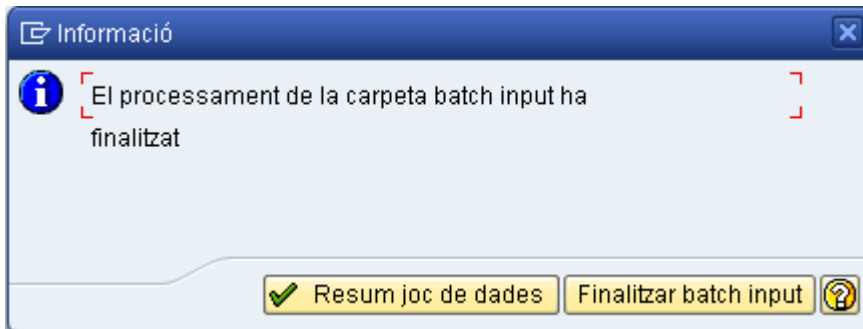 Informació
El processament de la carpeta batch input ha
finalitzat
Resum joc de dades
Finalitzar batch input